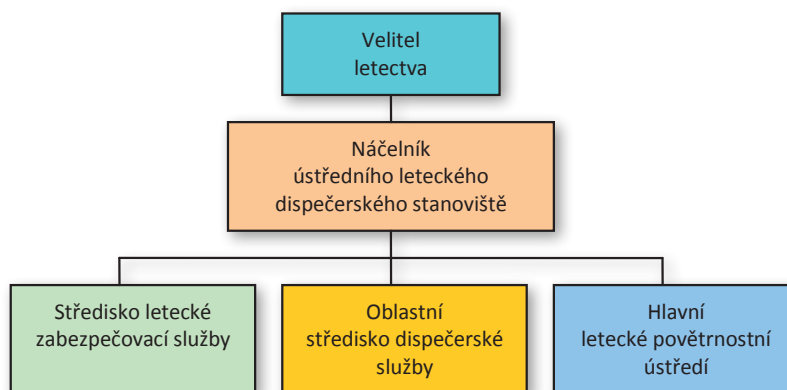 Velitel
letectva
Náčelník
ústředního leteckého
dispečerského stanoviště
Středisko letecké
zabezpečovací služby
Oblastní
středisko dispečerské
služby
Hlavní
letecké povětrnostní
ústředí